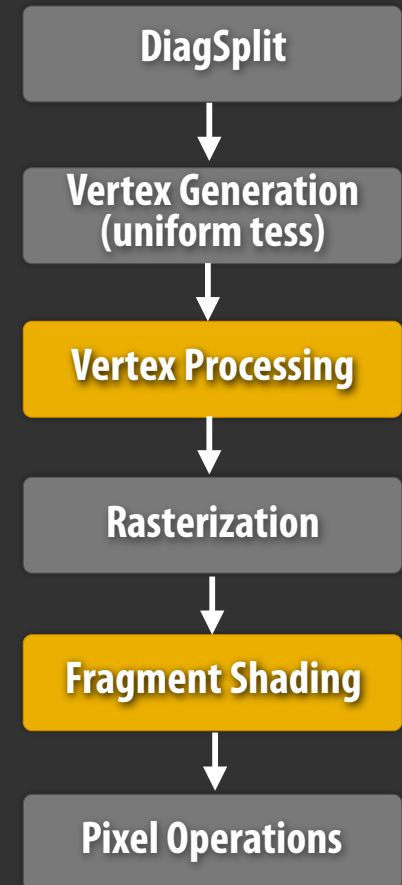 DiagSplit
Vertex Generation
(uniform tess)
Vertex Processing
Rasterization
Fragment Shading
Pixel Operations